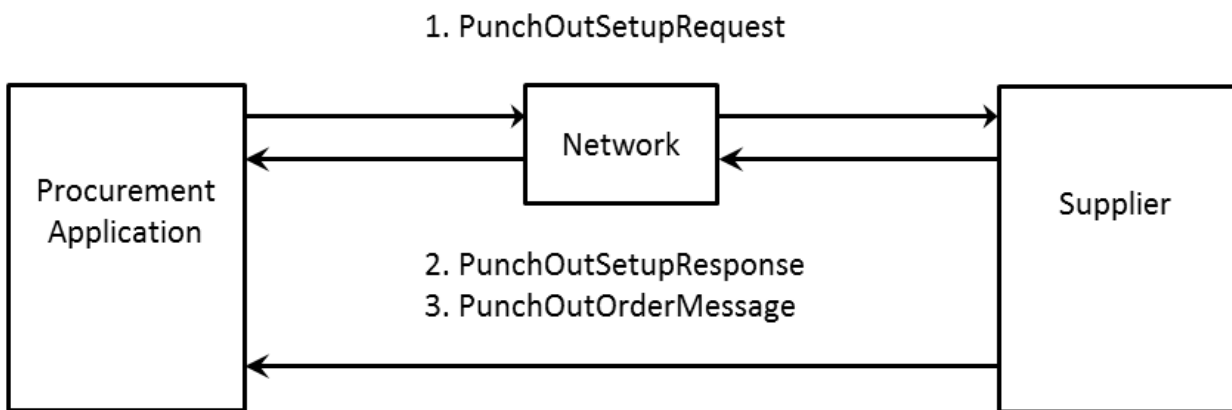 1. PunchOutSetupRequest
Network
Procurement
Application
Supplier
2. PunchOutSetupResponse
3. PunchOutOrderMessage